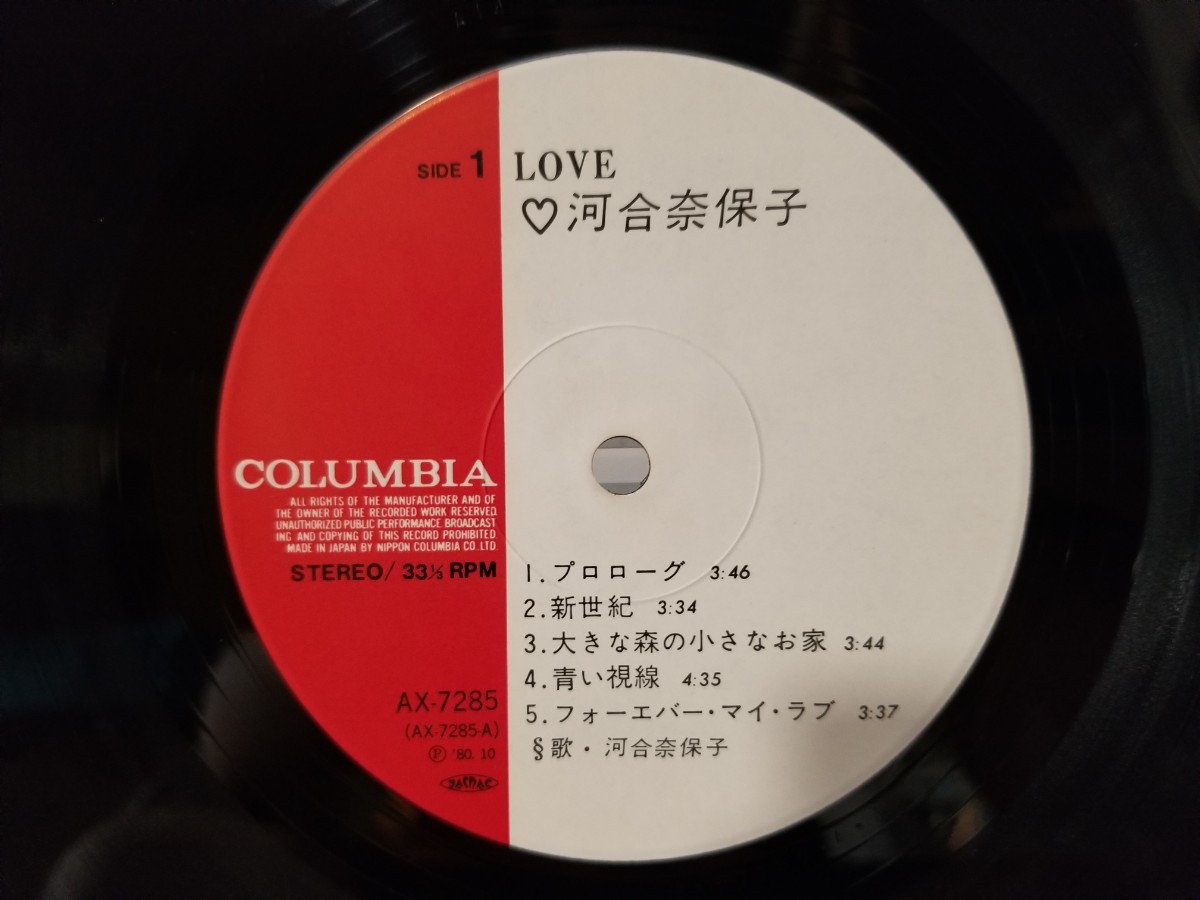 SIDE 1
LOVE
♡河合奈保子
COLUMBIA
ALL RIGHTS OF THE MANUFACTURER AND OF
THE OWNER OF THE RECORDED WORK RESERVED
UNAUTHORIZED PUBLIC PERFORMANCE BROADCAST
ING AND COPYING OF THIS RECORD PROHIBITED
MADE IN JAPAN BY NIPPON COLUMBIA CO. LTD.
STEREO/ 33⅓ RPM
AX-7285
(AX-7285-A)
Ⓟ '80. 10
1.プロローグ 3:46
2.新世紀 3:34
3.大きな森の小さなお家 3:44
4.青い視線 4:35
5.フォーエバー・マイ・ラブ 3:37
§歌・河合奈保子